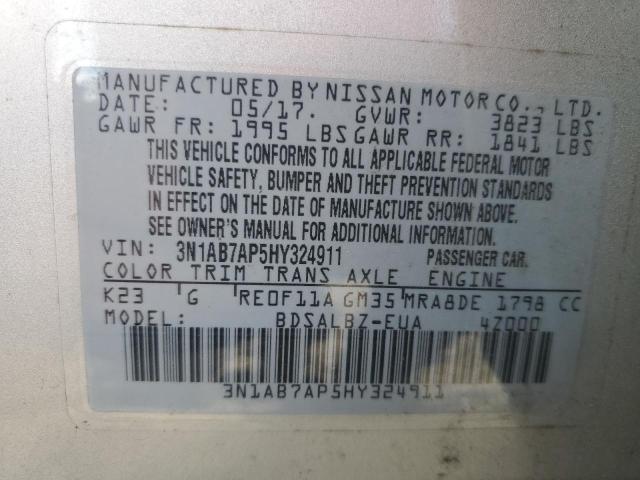 MANUFACTURED BY NISSAN MOTOR CO., LTD.
DATE: 05/17. GVWR: 3823 LBS
GAWR FR: 1995 LBS GAWR RR: 1841 LBS
THIS VEHICLE CONFORMS TO ALL APPLICABLE FEDERAL MOTOR
VEHICLE SAFETY, BUMPER AND THEFT PREVENTION STANDARDS
IN EFFECT ON THE DATE OF MANUFACTURE SHOWN ABOVE.
SEE OWNER'S MANUAL FOR ADDITIONAL INFORMATION.
VIN: 3N1AB7AP5HY324911 PASSENGER CAR.
COLOR TRIM TRANS AXLE ENGINE
K23 G RE0F11A GM35 MRA8DE 1798 CC
MODEL: BDSALBZ-EUA 4Z000
3N1AB7AP5HY324911